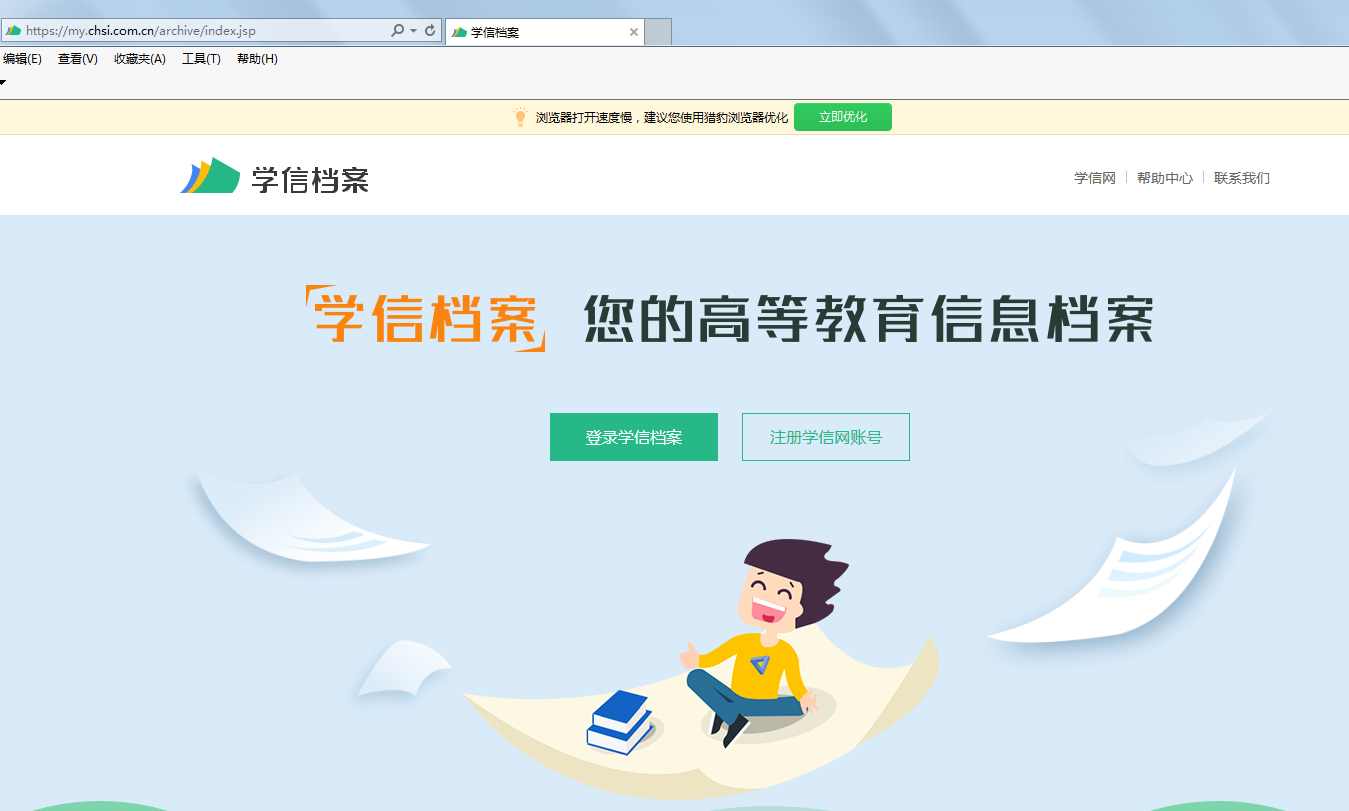 https://my.chsi.com.cn/archive/index.jsp
学信档案
编辑(E) 查看(V) 收藏夹(A) 工具(T) 帮助(H)
浏览器打开速度慢，建议您使用猎豹浏览器优化 立即优化
学信档案
学信网 帮助中心 联系我们
学信档案 您的高等教育信息档案
登录学信档案 注册学信网账号